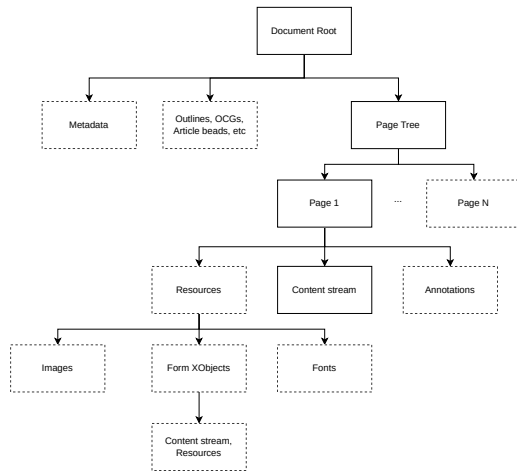 Document Root
Metadata
Outlines, OCGs,
Article beads, etc
Page Tree
Page 1
...
Page N
Resources
Content stream
Annotations
Images
Form XObjects
Fonts
Content stream,
Resources